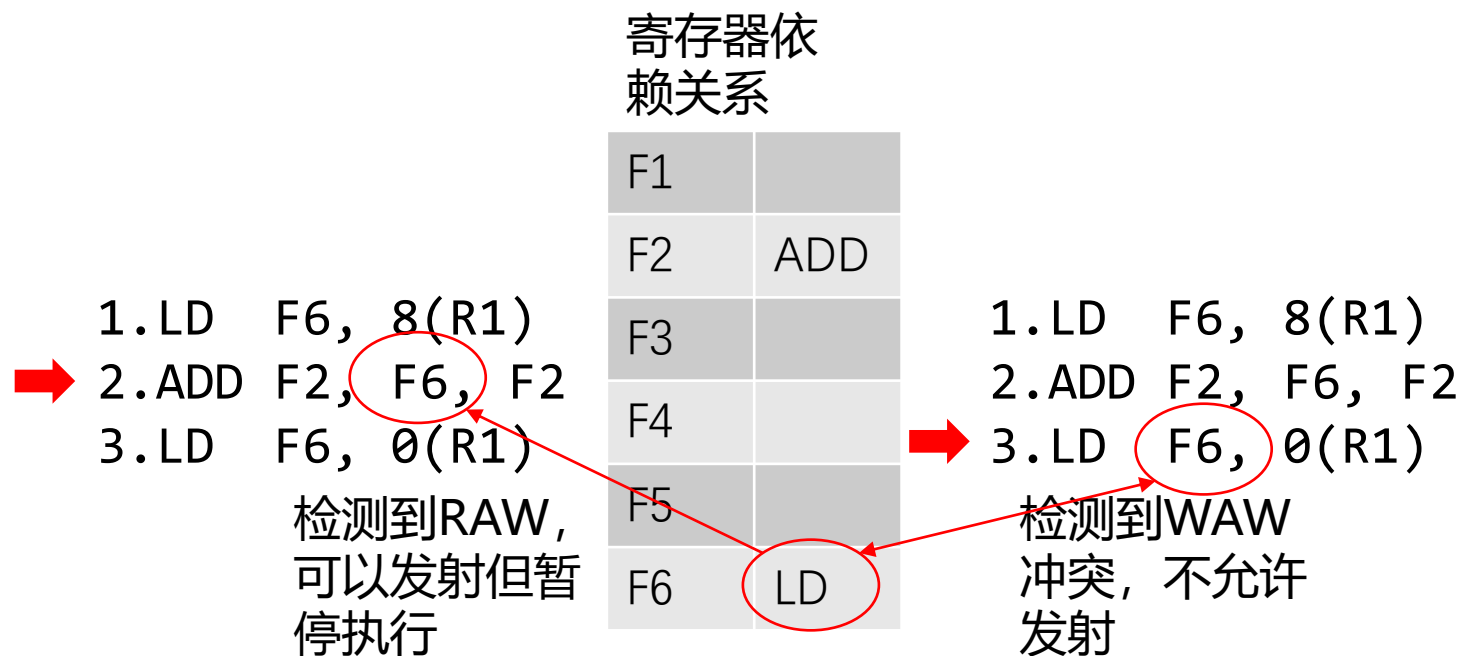 寄存器依
赖关系
F1
F2 ADD
F3
F4
F5
F6 LD
1.LD F6, 8(R1)
2.ADD F2, F6, F2
3.LD F6, 0(R1)
检测到RAW，
可以发射但暂
停执行
1.LD F6, 8(R1)
2.ADD F2, F6, F2
3.LD F6, 0(R1)
检测到WAW
冲突，不允许
发射